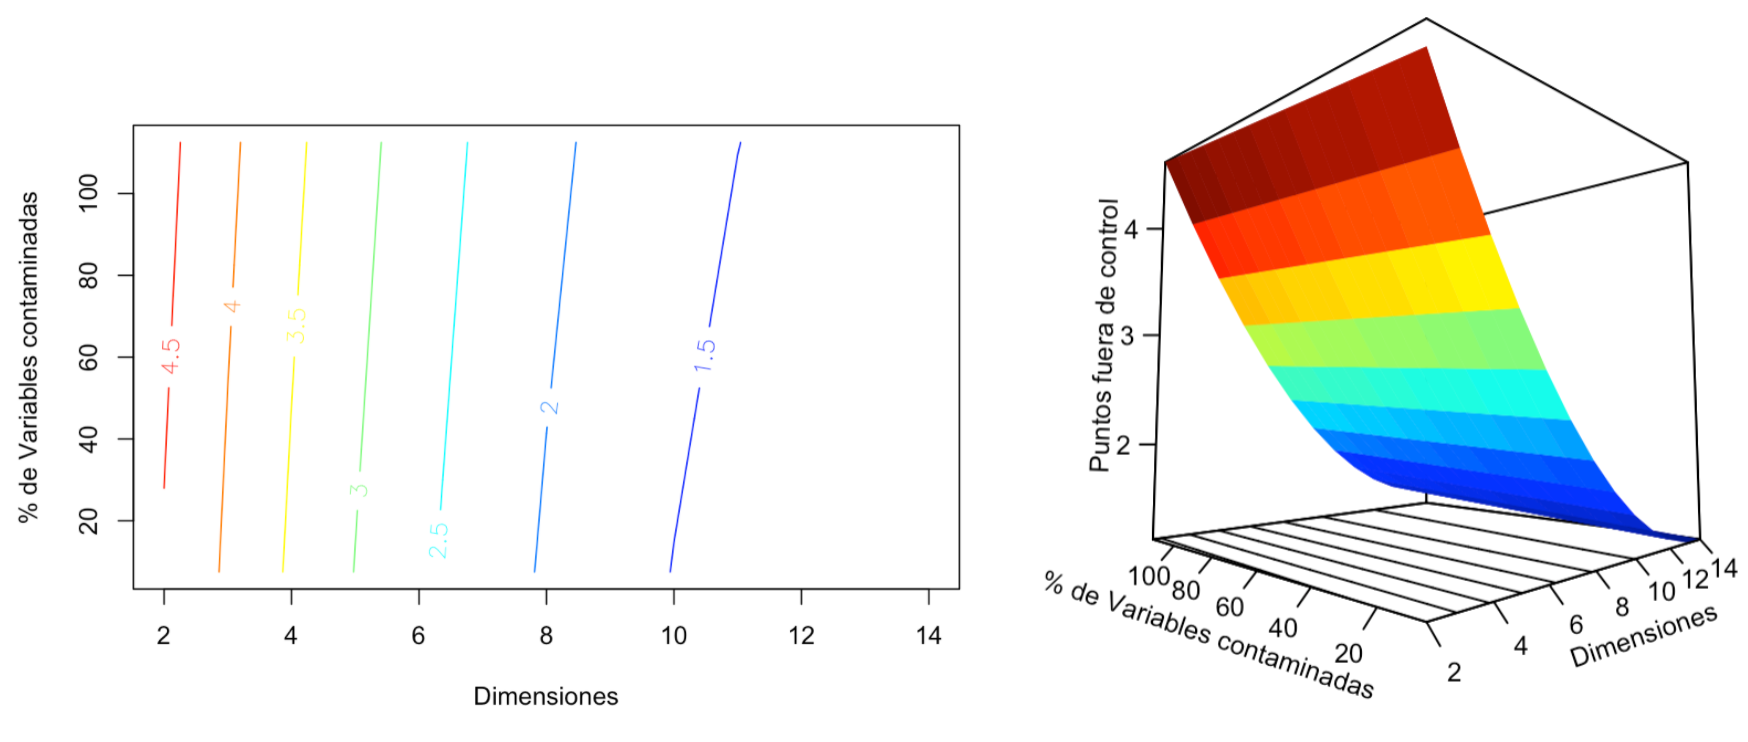 % de Variables contaminadas
100
80
60
40
20
4.5
4
3.5
3
2.5
2
1.5
2 4 6 8 10 12 14
Dimensiones
Puntos fuera de control
4
3
2
100 80 60 40 20
% de Variables contaminadas
2 4 6 8 10 12 14
Dimensiones